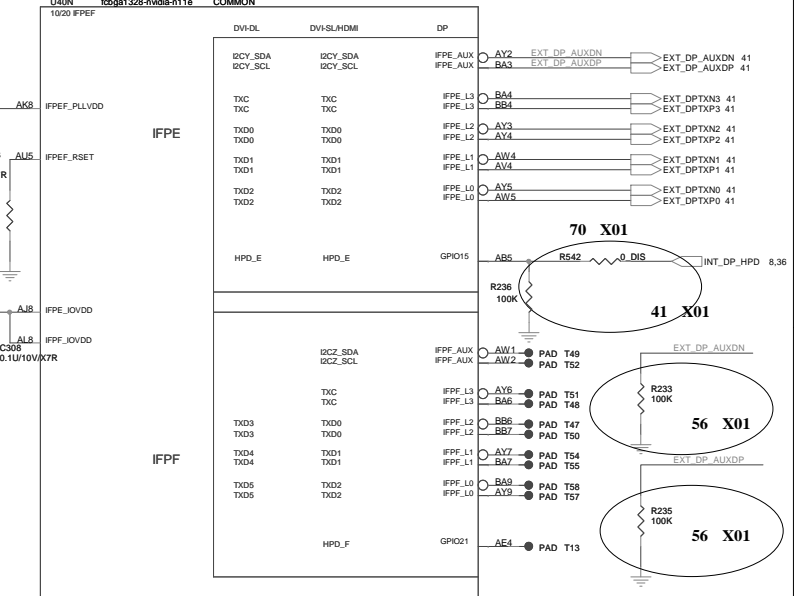 U40N fcbga1328-nvidia-n11e COMMON
10/20 IFPEF
DVI-DL DVI-SL/HDMI DP
I2CY_SDA I2CY_SDA IFPE_AUX AY2 EXT_DP_AUXDN EXT_DP_AUXDN 41
I2CY_SCL I2CY_SCL IFPE_AUX BA3 EXT_DP_AUXDP EXT_DP_AUXDP 41
TXC TXC IFPE_L3 BA4 EXT_DPTXN3 41
AK8 IFPEF_PLLVDD TXC TXC IFPE_L3 BB4 EXT_DPTXP3 41
IFPE
TXD0 TXD0 IFPE_L2 AY3 EXT_DPTXN2 41
TXD0 TXD0 IFPE_L2 AY4 EXT_DPTXP2 41
AU5 IFPEF_RSET TXD1 TXD1 IFPE_L1 AW4 EXT_DPTXN1 41
R TXD1 TXD1 IFPE_L1 AV4 EXT_DPTXP1 41
TXD2 TXD2 IFPE_L0 AY5 EXT_DPTXN0 41
TXD2 TXD2 IFPE_L0 AW5 EXT_DPTXP0 41
70 X01
HPD_E HPD_E GPIO15 AB5 R542 0_DIS INT_DP_HPD 8,36
R236
100K
AJ8 IFPE_IOVDD 41 X01
AL8 IFPF_IOVDD
C308
0.1U/10V/X7R
I2CZ_SDA IFPF_AUX AW1 PAD T49 EXT_DP_AUXDN
I2CZ_SCL IFPF_AUX AW2 PAD T52
TXC IFPF_L3 AY6 PAD T51 R233
TXC IFPF_L3 BA6 PAD T48 100K
TXD3 TXD0 IFPF_L2 BB6 PAD T47 56 X01
TXD3 TXD0 IFPF_L2 BB7 PAD T50
IFPF
TXD4 TXD1 IFPF_L1 AY7 PAD T54 EXT_DP_AUXDP
TXD4 TXD1 IFPF_L1 BA7 PAD T55
TXD5 TXD2 IFPF_L0 BA9 PAD T58
TXD5 TXD2 IFPF_L0 AY9 PAD T57
R235
100K
56 X01
HPD_F GPIO21 AE4 PAD T13